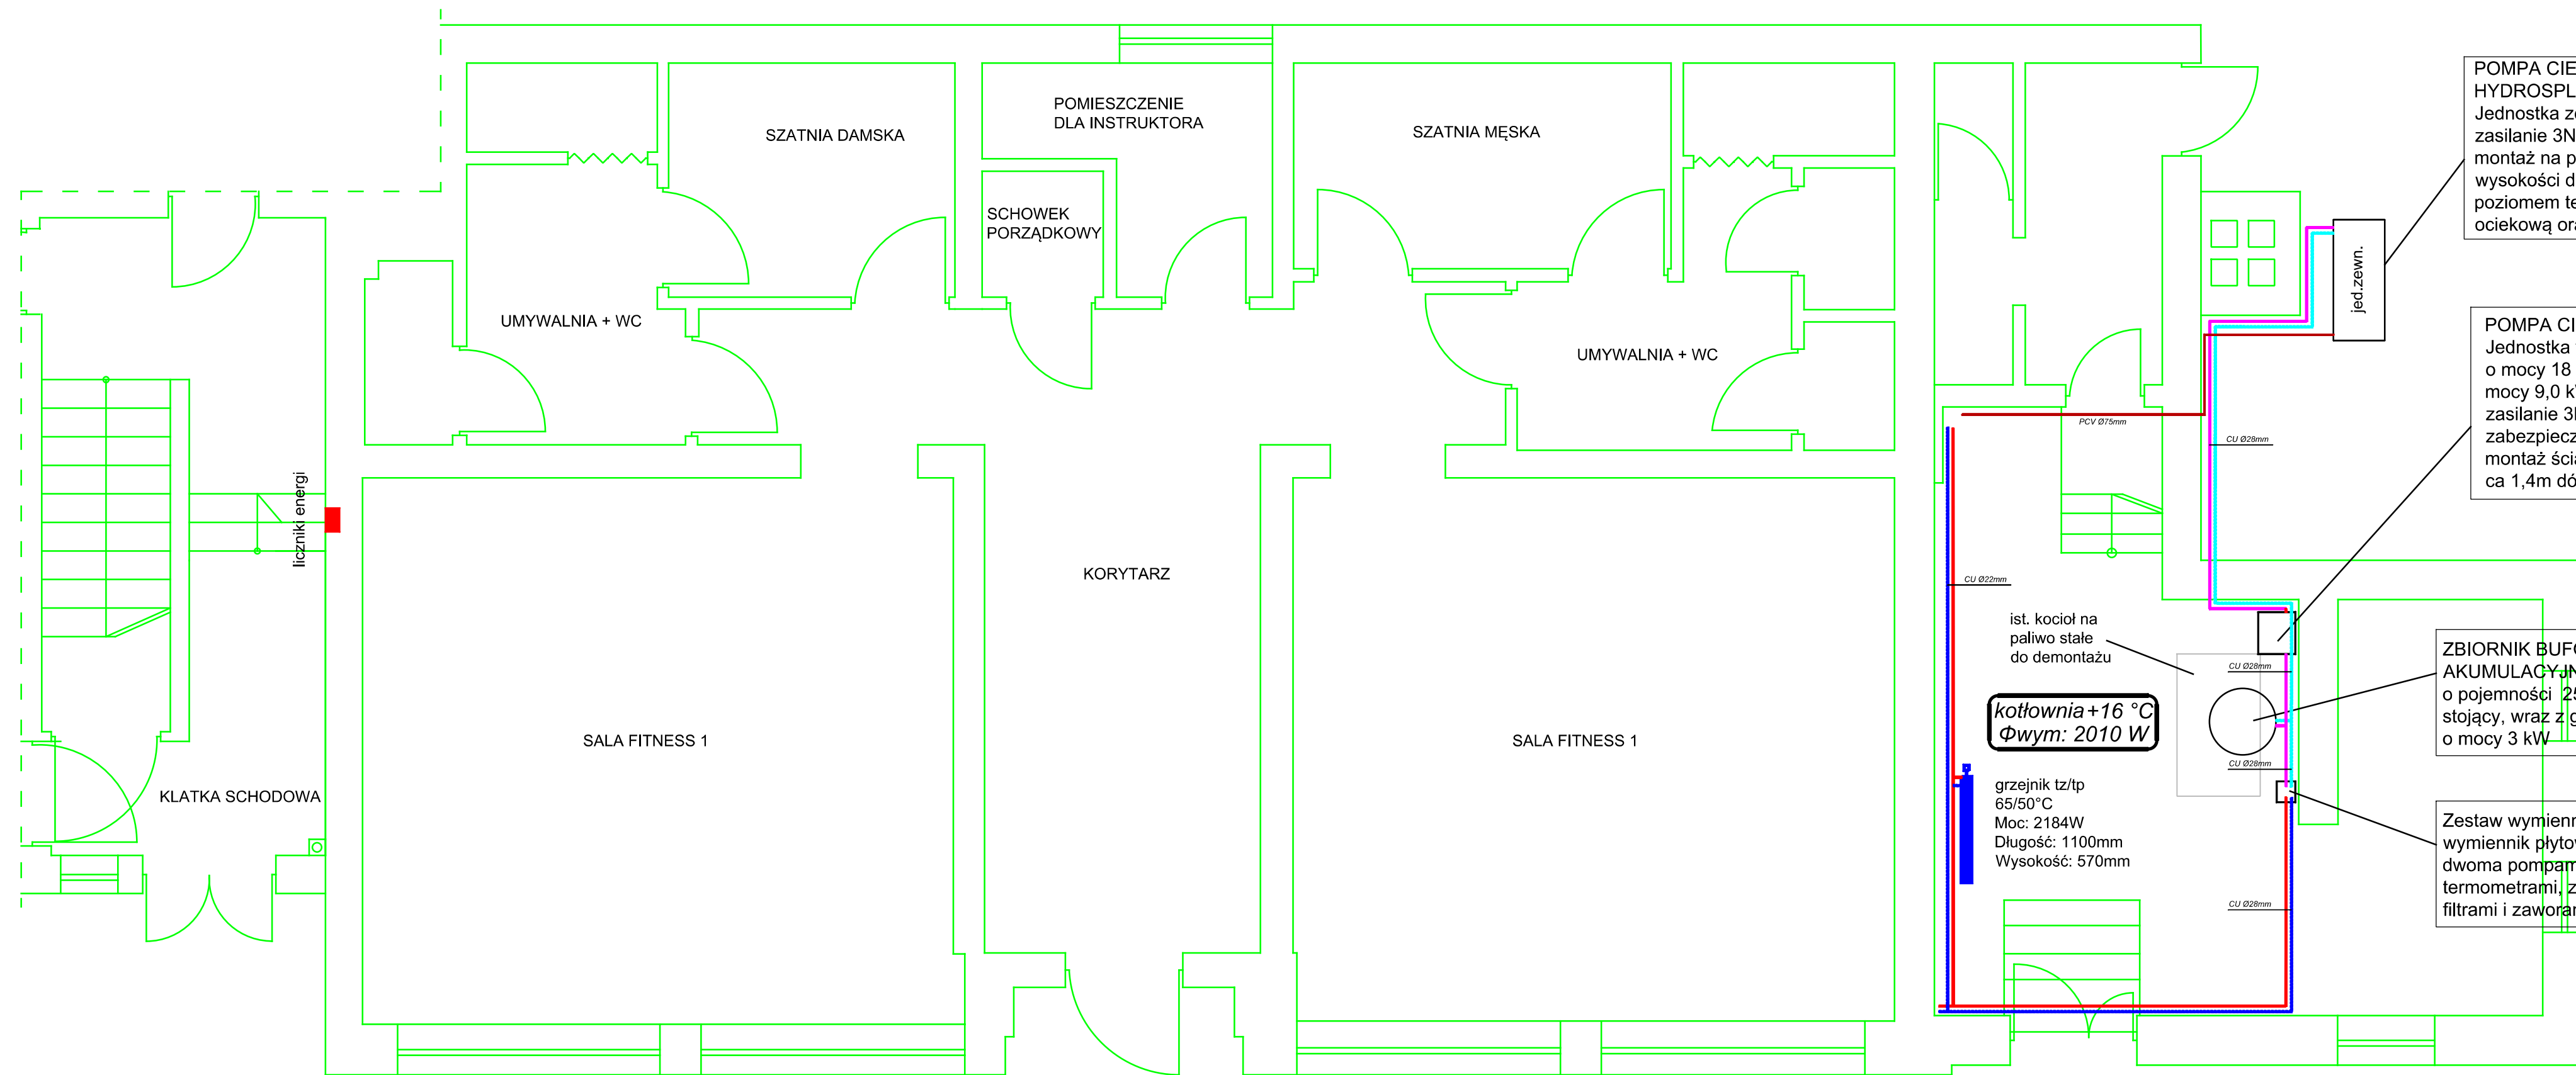 SZATNIA DAMSKA
POMIESZCZENIE
DLA INSTRUKTORA
SZATNIA MĘSKA
SCHOWEK
PORZĄDKOWY
UMYWALNIA + WC
UMYWALNIA + WC
liczniki energi
KORYTARZ
SALA FITNESS 1
SALA FITNESS 1
KLATKA SCHODOWA
jed.zewn.
PCV Ø75mm
CU Ø28mm
CU Ø22mm
ist. kocioł na
paliwo stałe
do demontażu
CU Ø28mm
kotłownia+16 °C
Φwym: 2010 W
CU Ø28mm
grzejnik tz/tp
65/50°C
Moc: 2184W
Długość: 1100mm
Wysokość: 570mm
CU Ø28mm
POMPA CIE
HYDROSPL
Jednostka ze
zasilanie 3N
montaż na p
wysokości d
poziomem te
ociekową ora
POMPA CI
Jednostka
o mocy 18
mocy 9,0 k
zasilanie 3
zabezpiecz
montaż ścia
ca 1,4m dó
ZBIORNIK BUFO
AKUMULACYJN
o pojemności 25
stojący, wraz z g
o mocy 3 kW
Zestaw wymienn
wymiennik płytow
dwoma pompam
termometrami, z
filtrami i zaworam